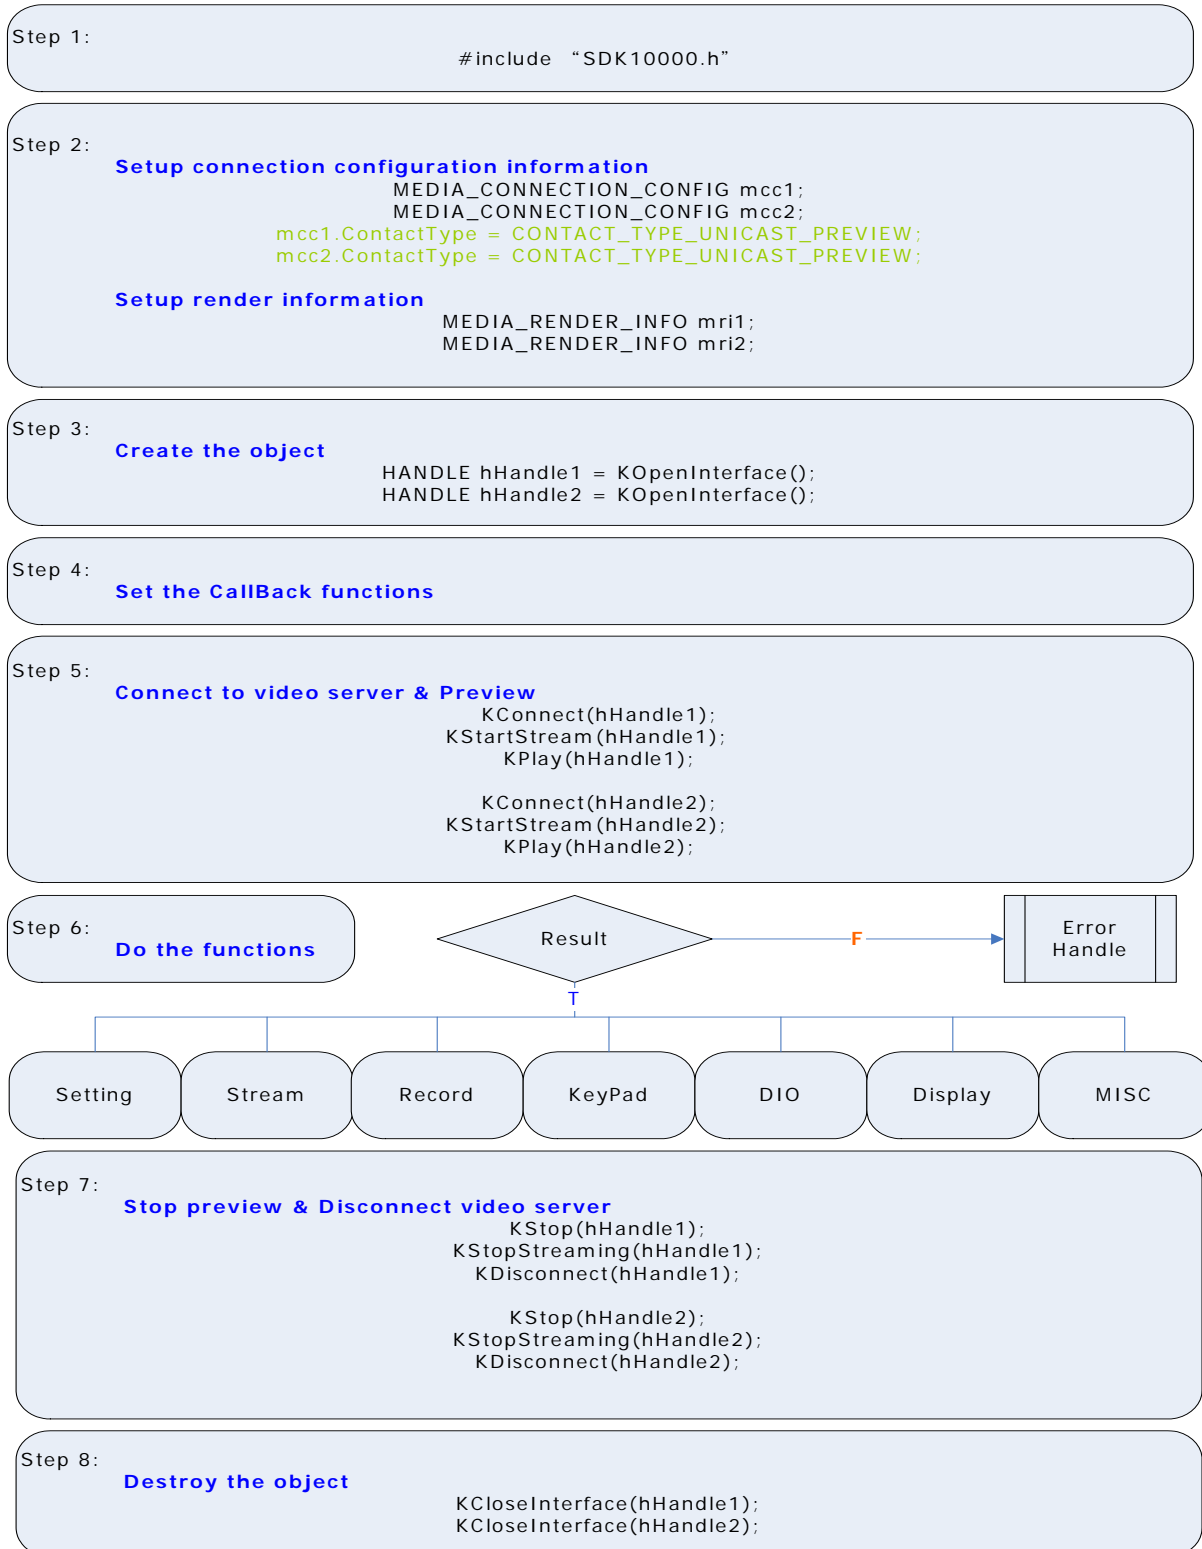 Step 1:
#include “SDK10000.h”
Step 2:
Setup connection configuration information
MEDIA_CONNECTION_CONFIG mcc1;
MEDIA_CONNECTION_CONFIG mcc2;
mcc1.ContactType = CONTACT_TYPE_UNICAST_PREVIEW;
mcc2.ContactType = CONTACT_TYPE_UNICAST_PREVIEW;
Setup render information
MEDIA_RENDER_INFO mri1;
MEDIA_RENDER_INFO mri2;
Step 3:
Create the object
HANDLE hHandle1 = KOpenInterface();
HANDLE hHandle2 = KOpenInterface();
Step 4:
Set the CallBack functions
Step 5:
Connect to video server & Preview
KConnect(hHandle1);
KStartStream(hHandle1);
KPlay(hHandle1);
KConnect(hHandle2);
KStartStream(hHandle2);
KPlay(hHandle2);
Step 6:
Do the functions
Result
F
Error
Handle
T
Setting
Stream
Record
KeyPad
DIO
Display
MISC
Step 7:
Stop preview & Disconnect video server
KStop(hHandle1);
KStopStreaming(hHandle1);
KDisconnect(hHandle1);
KStop(hHandle2);
KStopStreaming(hHandle2);
KDisconnect(hHandle2);
Step 8:
Destroy the object
KCloseInterface(hHandle1);
KCloseInterface(hHandle2);